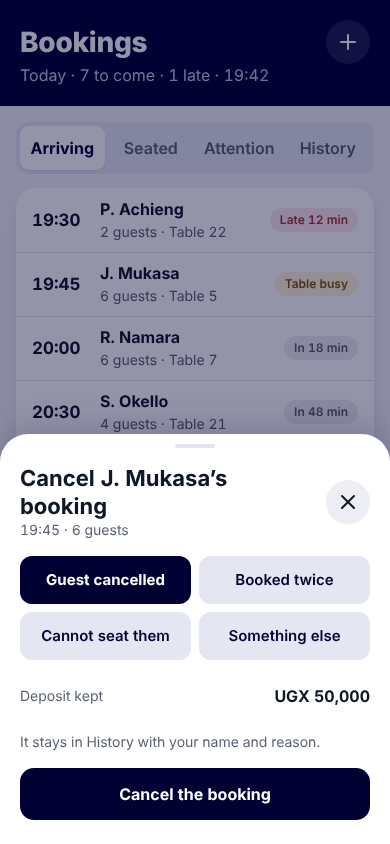 Bookings
Today · 7 to come · 1 late · 19:42
Arriving
Seated
Attention
History
19:30
P. Achieng
2 guests · Table 22
Late 12 min
19:45
J. Mukasa
6 guests · Table 5
Table busy
20:00
R. Namara
6 guests · Table 7
In 18 min
20:30
S. Okello
4 guests · Table 21
In 48 min
Cancel J. Mukasa’s
booking
19:45 · 6 guests
Guest cancelled
Booked twice
Cannot seat them
Something else
Deposit kept
UGX 50,000
It stays in History with your name and reason.
Cancel the booking